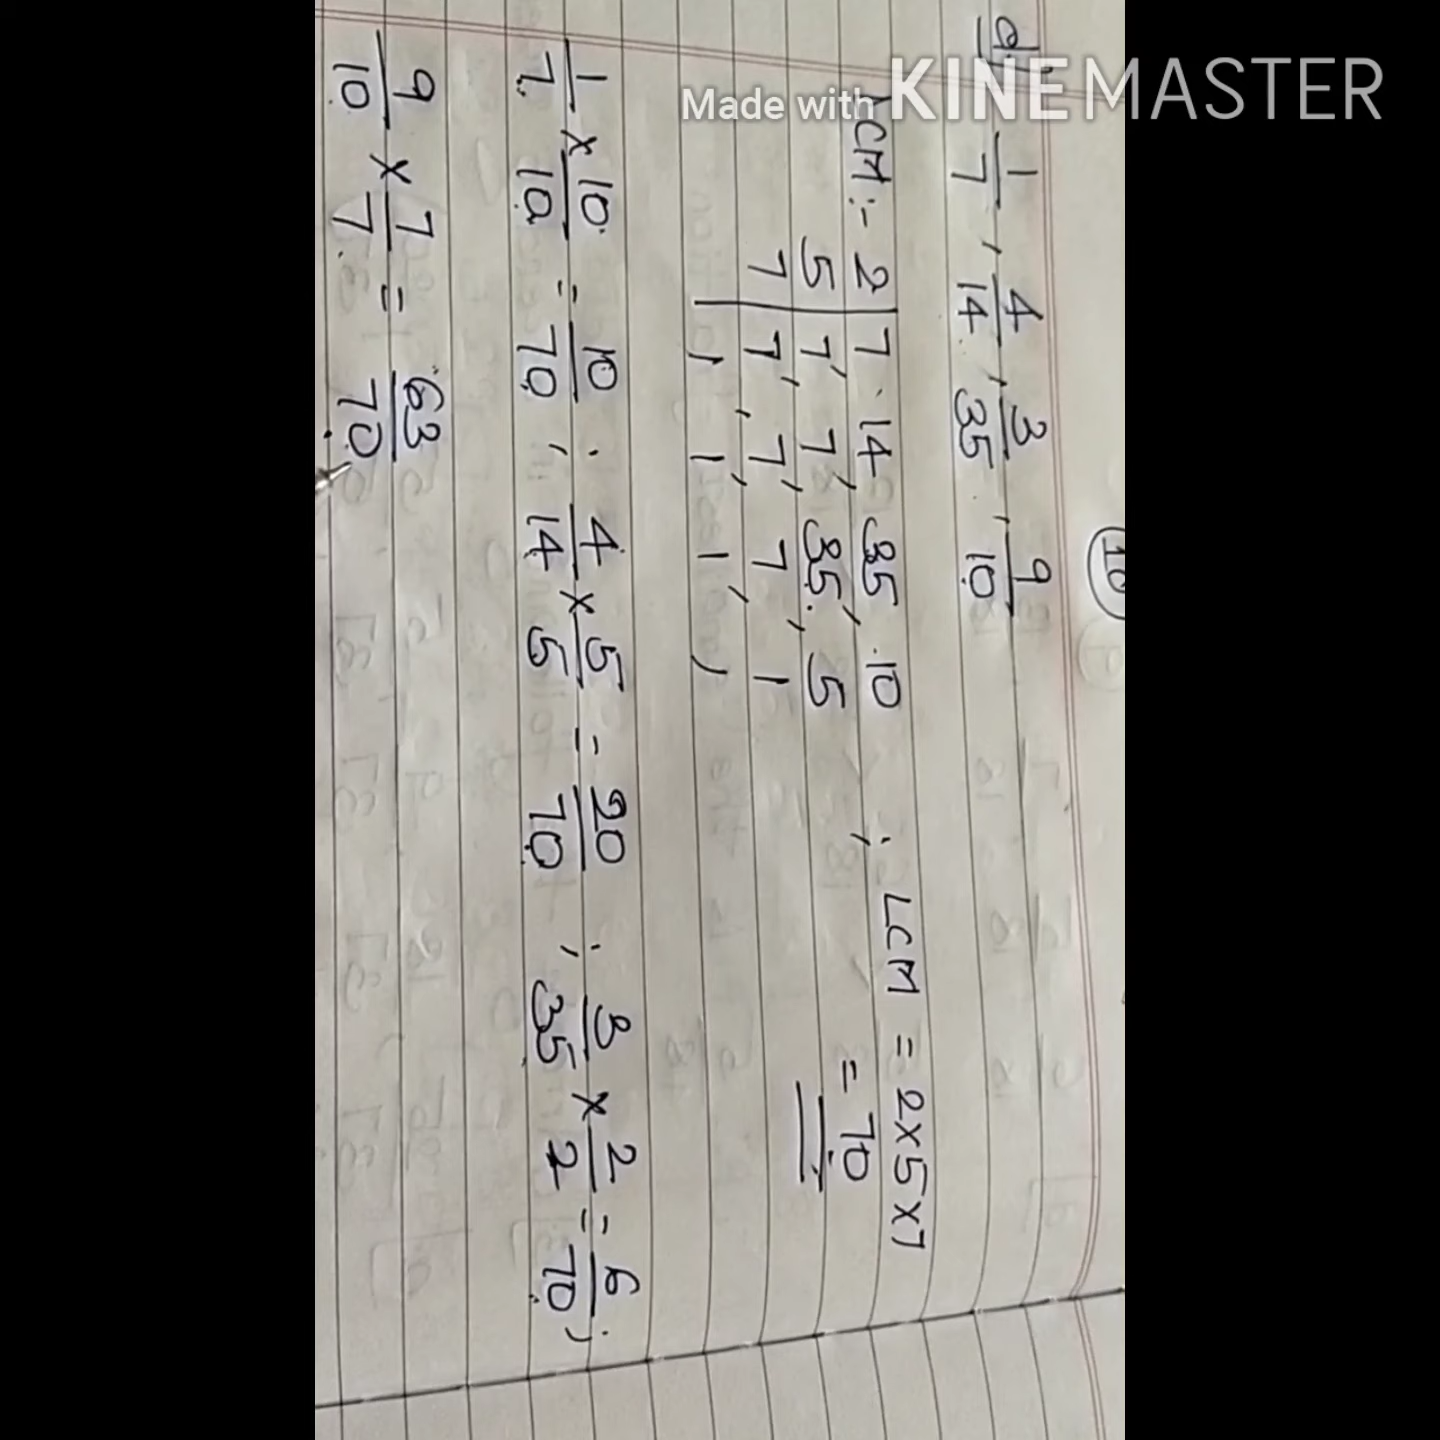 Made with KINEMASTER
10
d) 1/7, 4/14, 3/35, 9/10
LCM:- 2 | 7, 14, 35, 10 ; LCM = 2×5×7
5 | 7, 7, 35, 5 = 70
7 | 7, 7, 7, 1
1, 1, 1, 1
1/7 × 10/10 = 10/70 ; 4/14 × 5/5 = 20/70 ; 3/35 × 2/2 = 6/70 ;
9/10 × 7/7 = 63/70